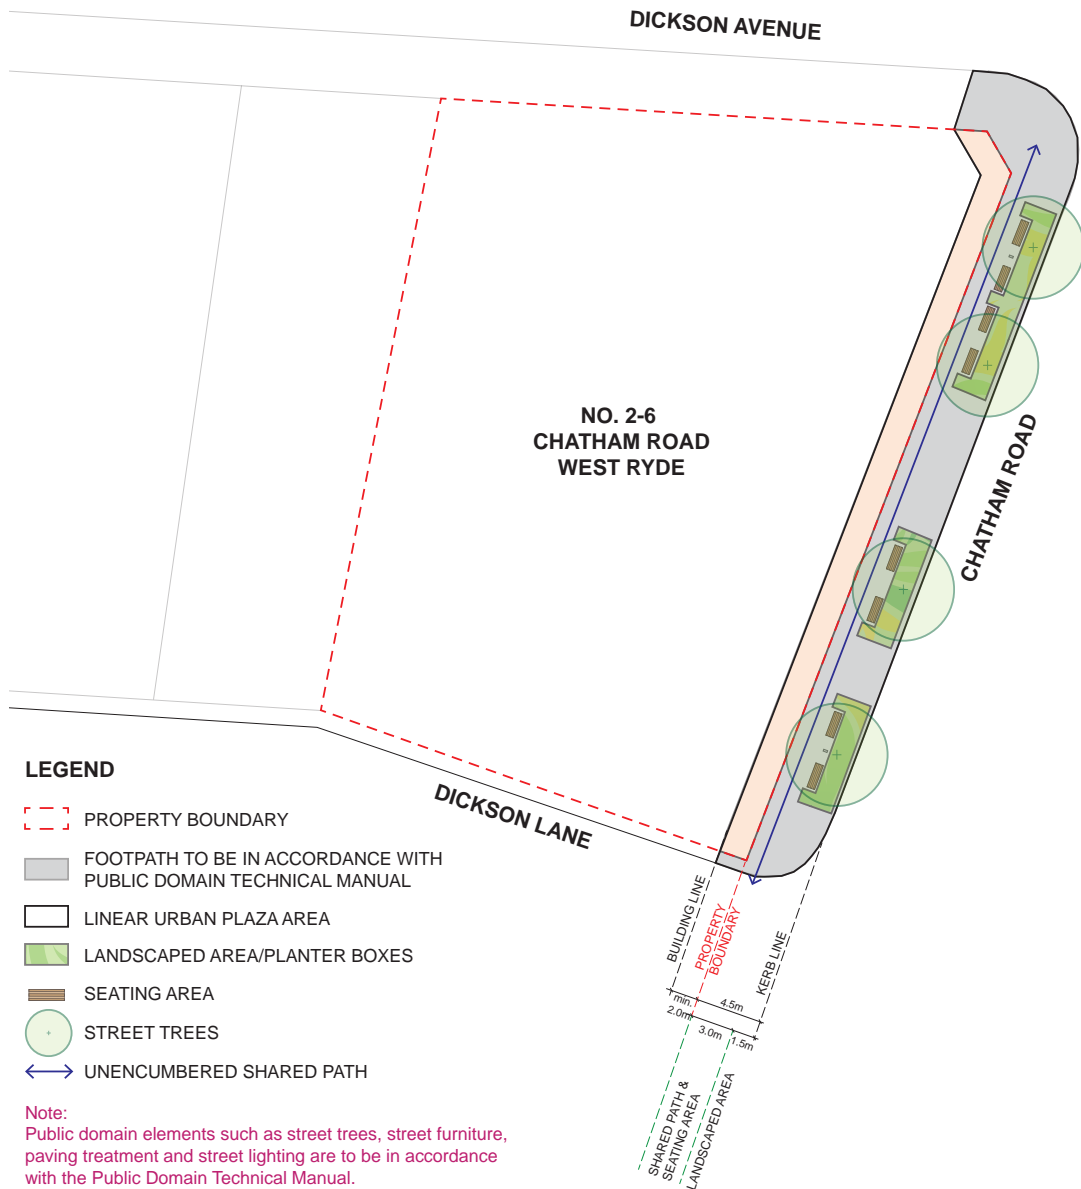 DICKSON AVENUE
NO. 2-6
CHATHAM ROAD
WEST RYDE
CHATHAM ROAD
DICKSON LANE
LEGEND
PROPERTY BOUNDARY
FOOTPATH TO BE IN ACCORDANCE WITH
PUBLIC DOMAIN TECHNICAL MANUAL
LINEAR URBAN PLAZA AREA
LANDSCAPED AREA/PLANTER BOXES
SEATING AREA
STREET TREES
UNENCUMBERED SHARED PATH
Note:
Public domain elements such as street trees, street furniture,
paving treatment and street lighting are to be in accordance
with the Public Domain Technical Manual.
BUILDING LINE
PROPERTY
BOUNDARY
KERB LINE
min.
2.0m
4.5m
3.0m
1.5m
SHARED PATH &
SEATING AREA
LANDSCAPED AREA